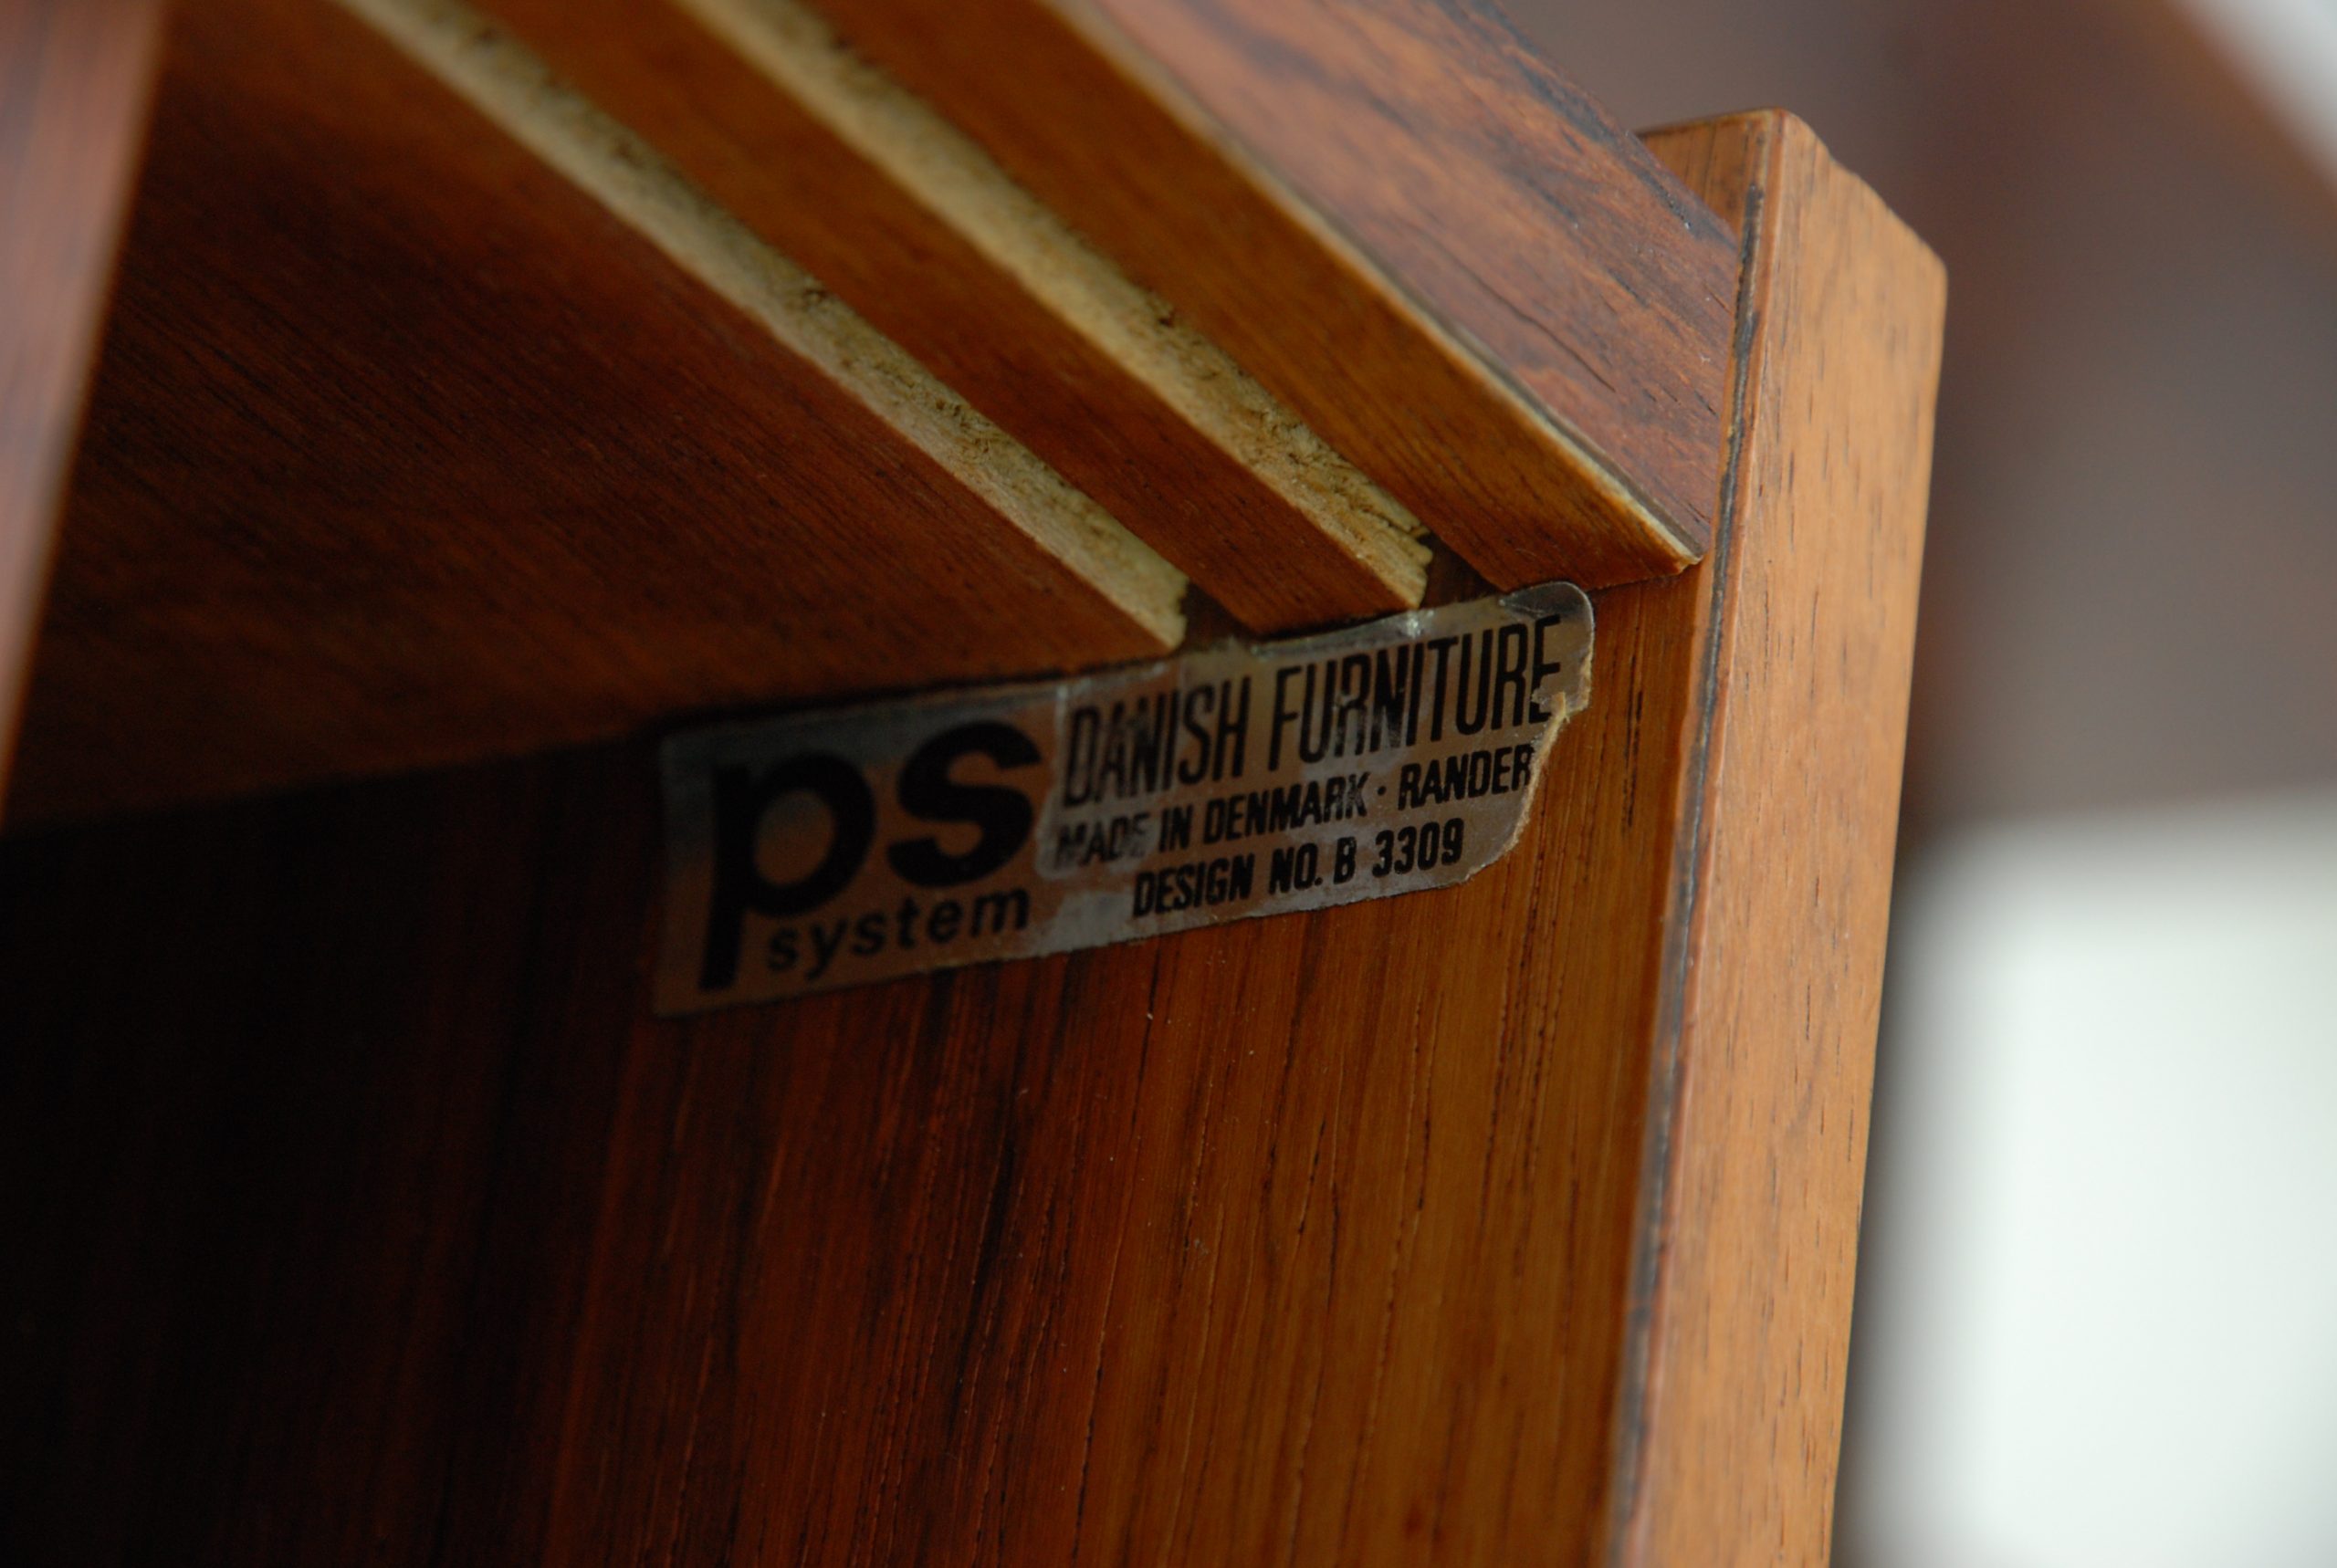 ps
system
DANISH FURNITURE
MADE IN DENMARK · RANDER
DESIGN NO. B 3309